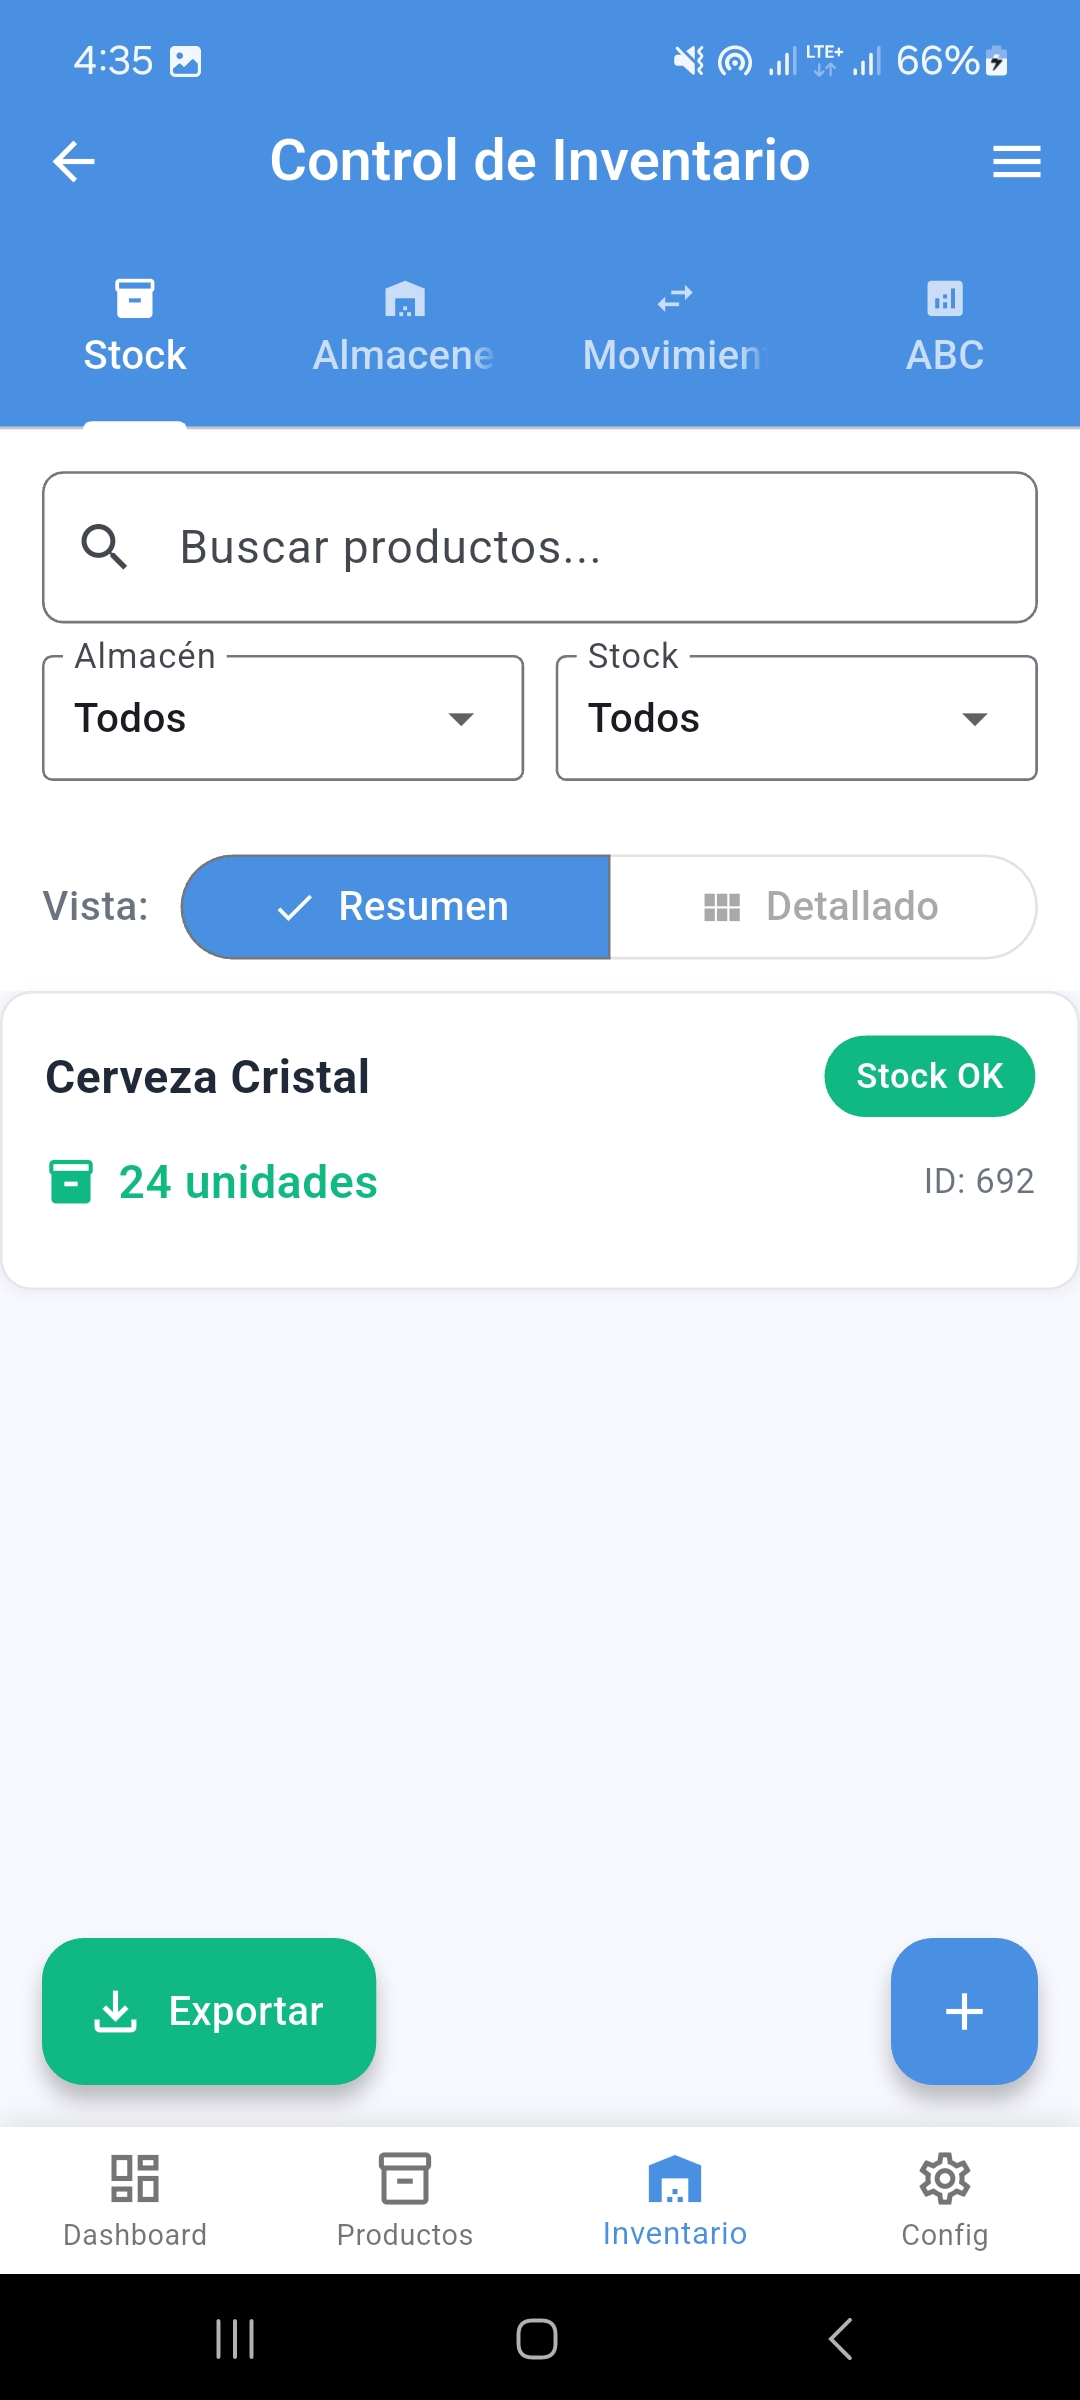 4:35 LTE+ 66%
Control de Inventario
Stock Almacene Movimien ABC
Buscar productos...
Almacén Stock
Todos Todos
Vista: Resumen Detallado
Cerveza Cristal Stock OK
24 unidades ID: 692
Exportar
Dashboard Productos Inventario Config